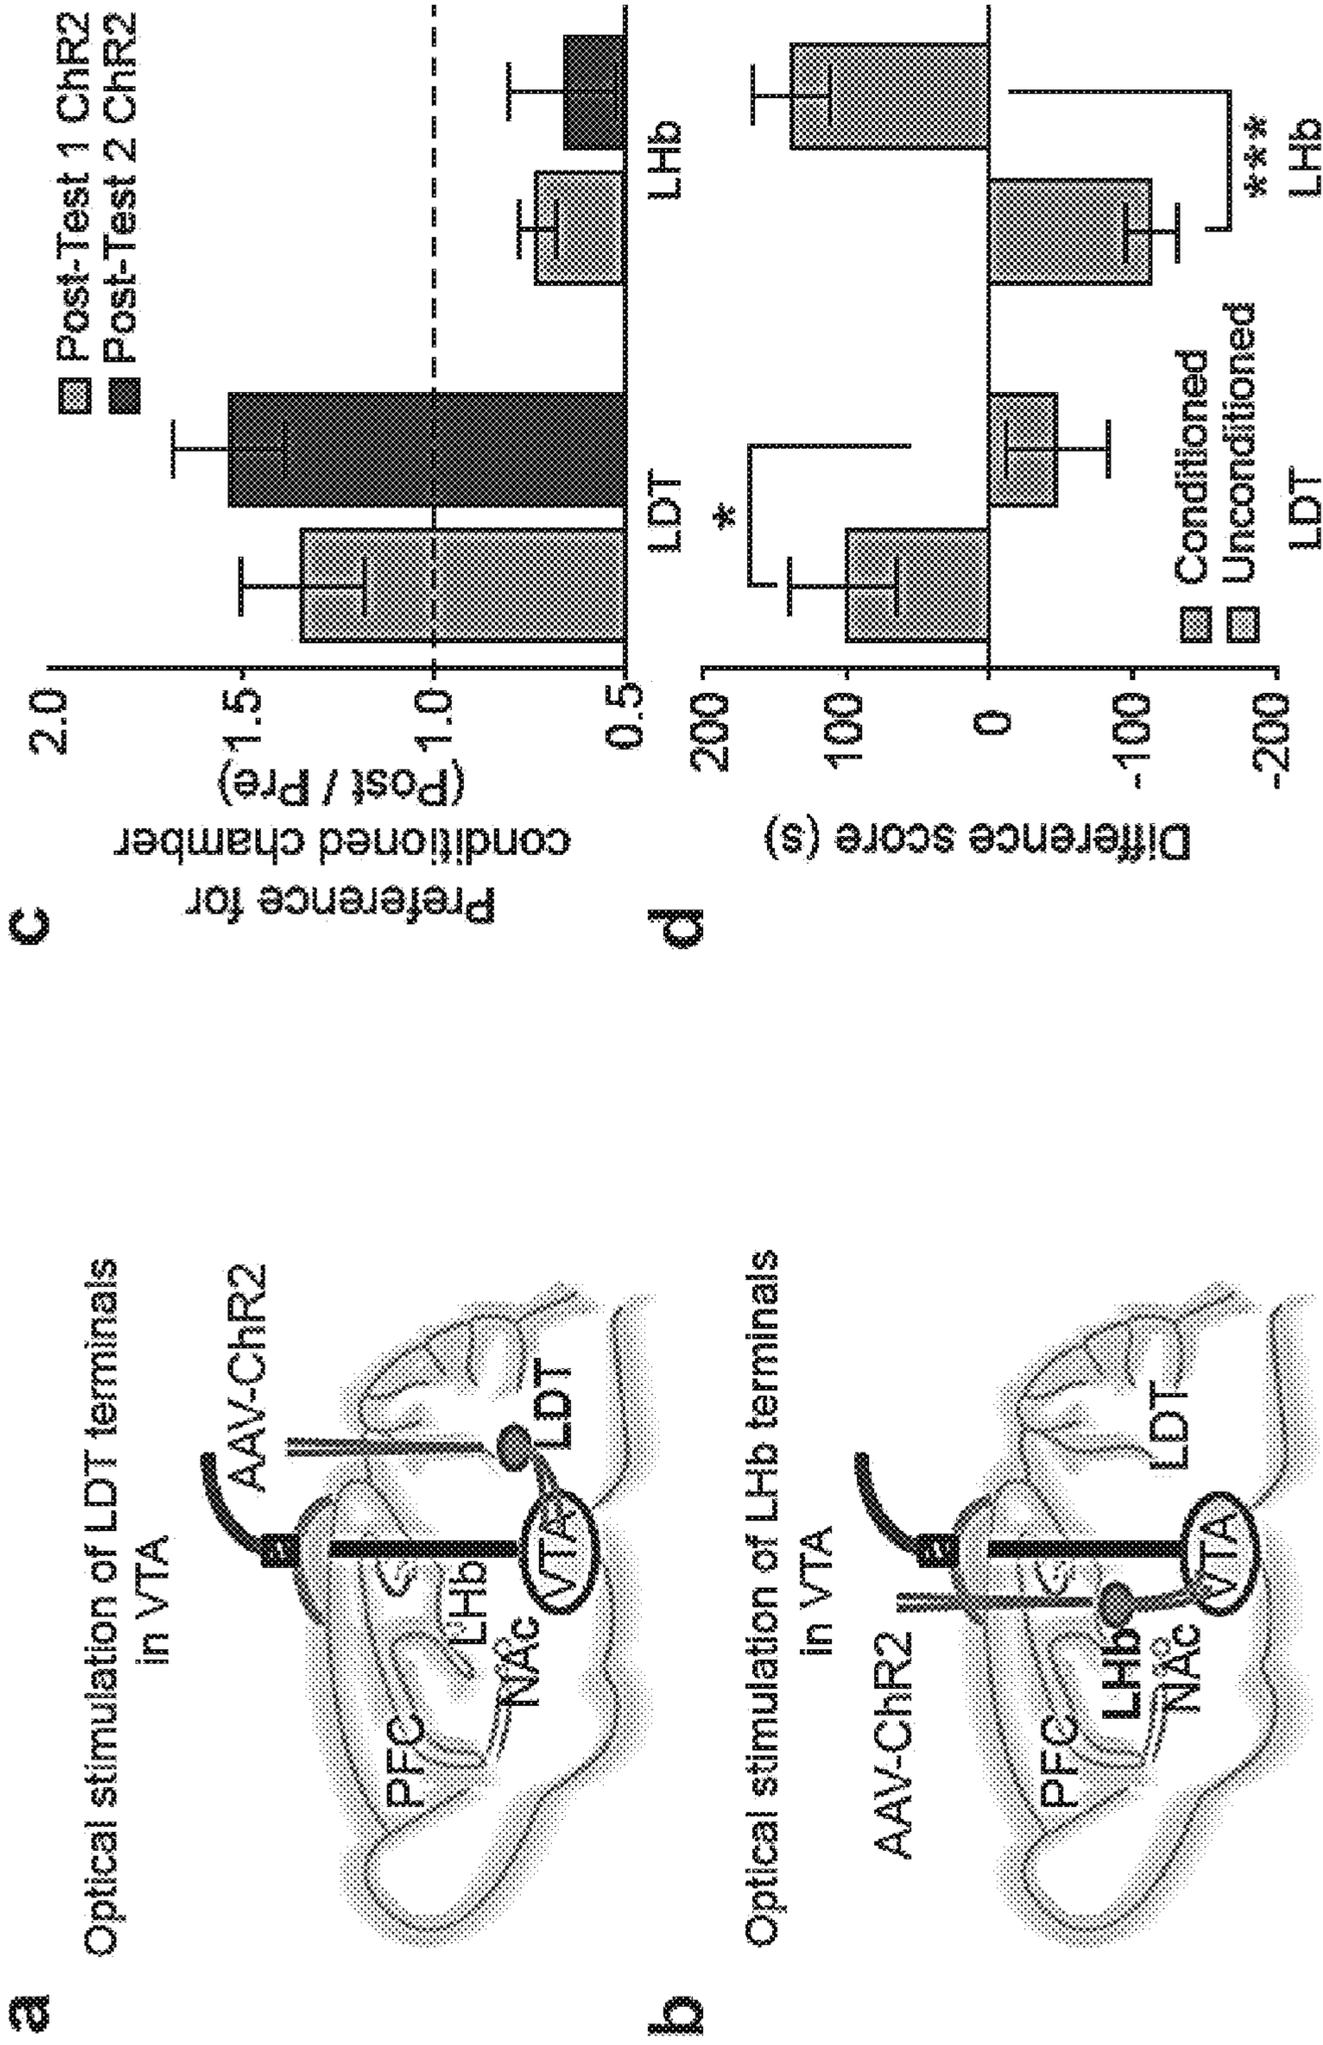 a
Optical stimulation of LDT terminals
in VTA
AAV-ChR2
a
PFC
LHb
NAc
VTA
LDT
b
Optical stimulation of LHb terminals
in VTA
AAV-ChR2
a
PFC
LHb
NAc
VTA
LDT
c
Post-Test 1 ChR2
Post-Test 2 ChR2
Preference for
conditioned chamber
(Post / Pre)
2.0
1.5
1.0
0.5
LDT
LHb
d
Difference score (s)
200
100
0
-100
-200
*
***
Conditioned
Unconditioned
LDT
LHb